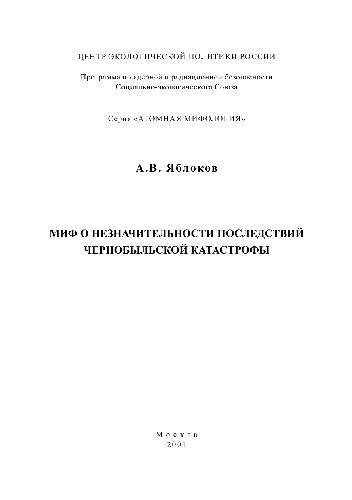 ЦЕНТР ЭКОЛОГИЧЕСКОЙ ПОЛИТИКИ РОССИИ
Программа по ядерной и радиационной безопасности
Социально-экологического Союза
Серия «АТОМНАЯ МИФОЛОГИЯ»
А.В. Яблоков
МИФ О НЕЗНАЧИТЕЛЬНОСТИ ПОСЛЕДСТВИЙ
ЧЕРНОБЫЛЬСКОЙ КАТАСТРОФЫ
Москва
2001